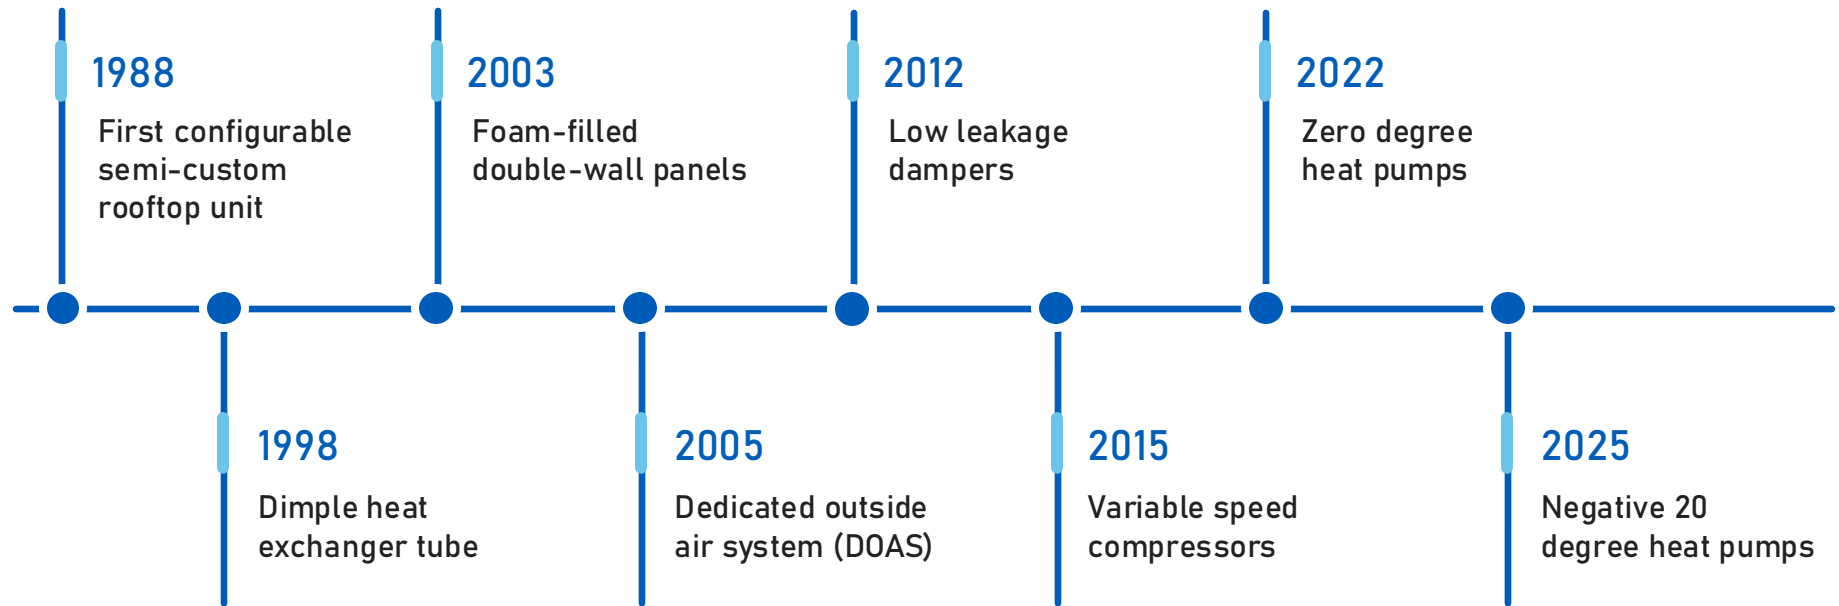 1988
First configurable
semi-custom
rooftop unit
1998
Dimple heat
exchanger tube
2003
Foam-filled
double-wall panels
2005
Dedicated outside
air system (DOAS)
2012
Low leakage
dampers
2015
Variable speed
compressors
2022
Zero degree
heat pumps
2025
Negative 20
degree heat pumps